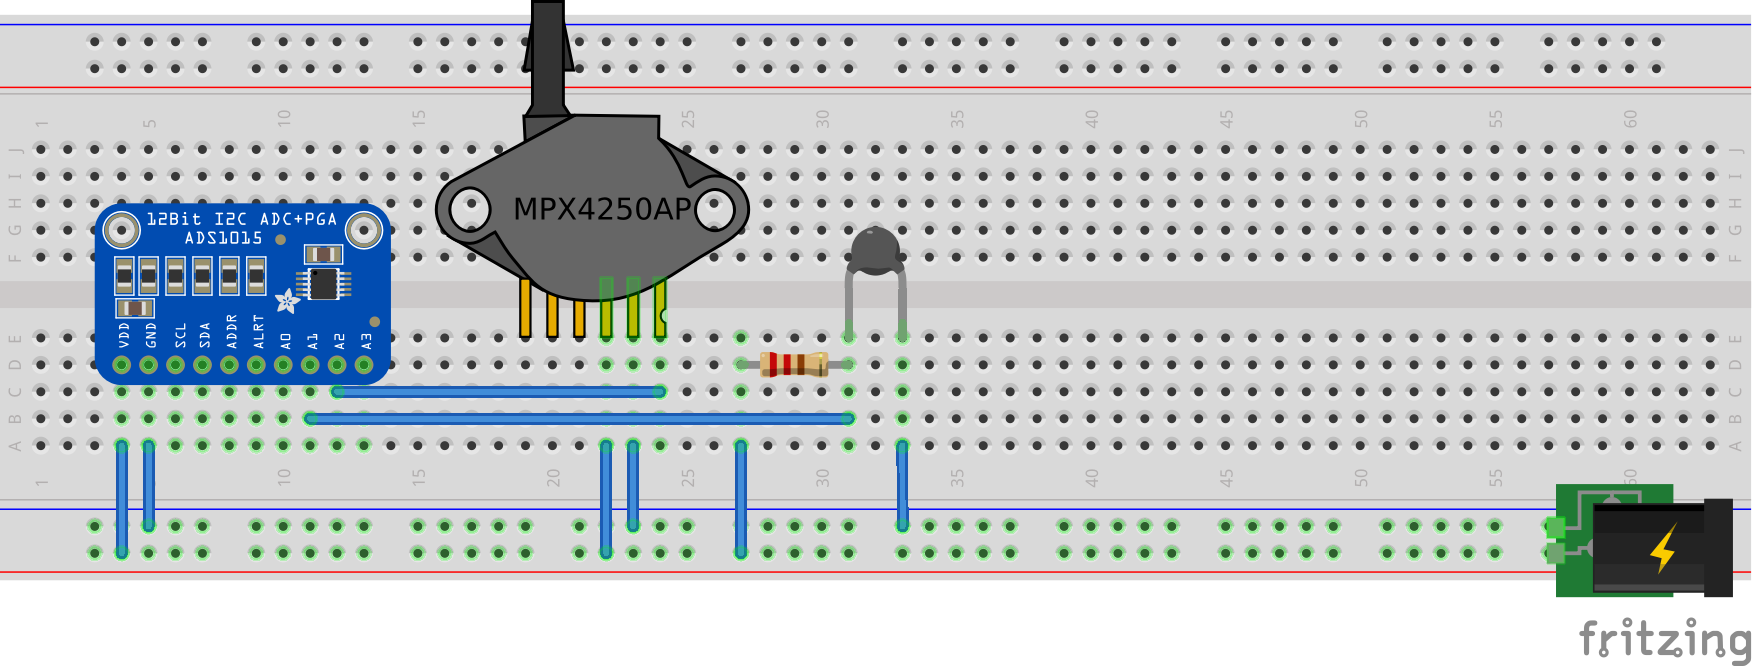 1 5 10 15 25 30 35 40 45 50 55 60
J J
I I
H H
G G
F F
12Bit I2C ADC+PGA
ADS1015
MPX4250AP
VDD GND SCL SDA ADDR ALRT A0 A1 A2 A3
E E
D D
C C
B B
A A
1 10 15 20 25 30 35 40 45 50 55 60
fritzing